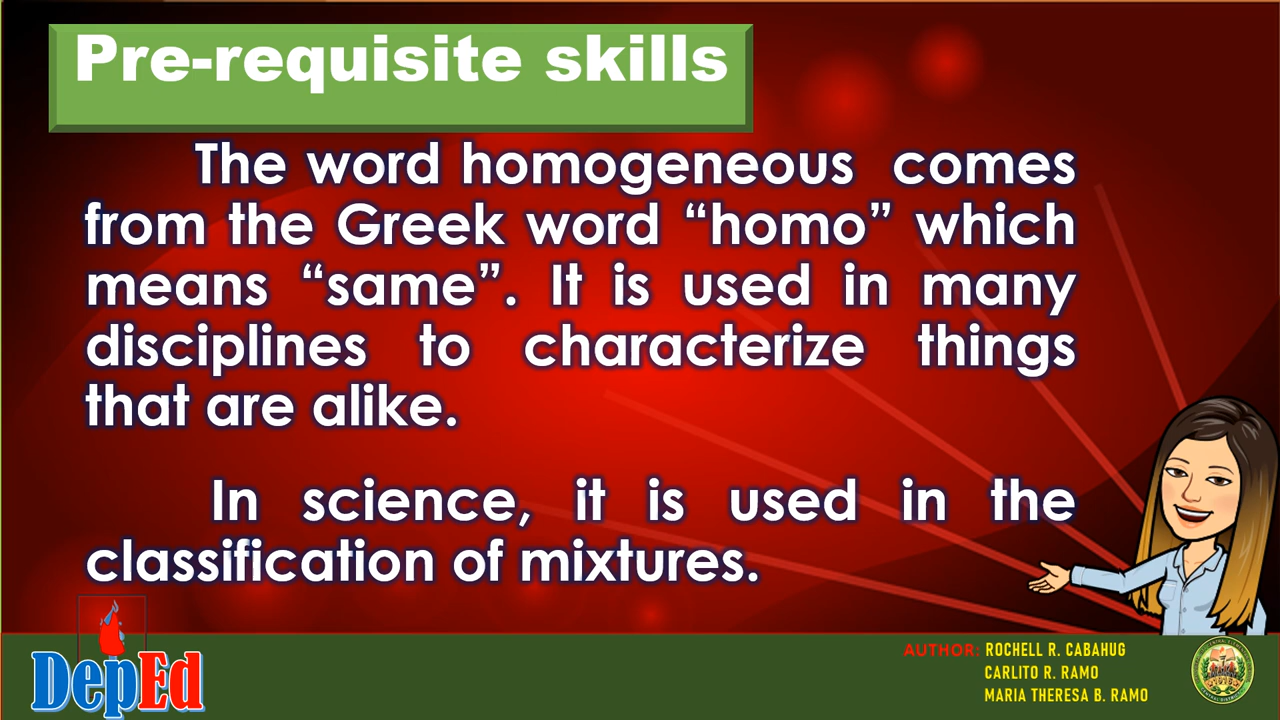 Pre-requisite skills
The word homogeneous comes
from the Greek word “homo” which
means “same”. It is used in many
disciplines to characterize things
that are alike.
In science, it is used in the
classification of mixtures.
DepEd
AUTHOR: ROCHELL R. CABAHUG
CARLITO R. RAMO
MARIA THERESA B. RAMO